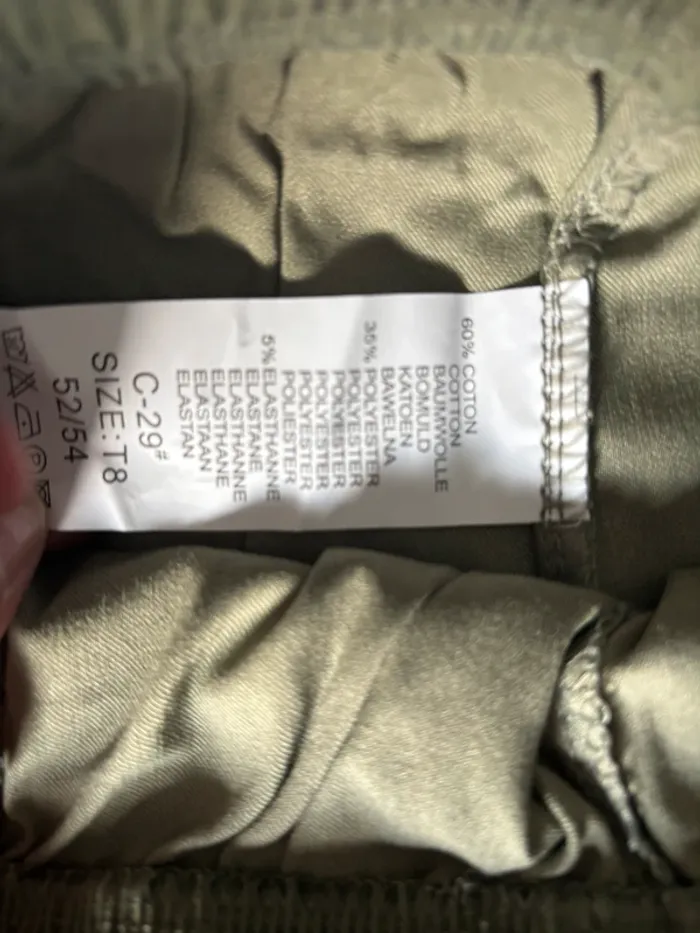 60% COTON
COTTON
BAUMWOLLE
BOMULD
KATOEN
BAWELNA
35% POLYESTER
POLYESTER
POLYESTER
POLYESTER
POLYESTER
POLIESTER
5% ELASTHANNE
ELASTANE
ELASTHANNE
ELASTHANE
ELASTAAN
ELASTAN
C-29#
SIZE:T8
52/54